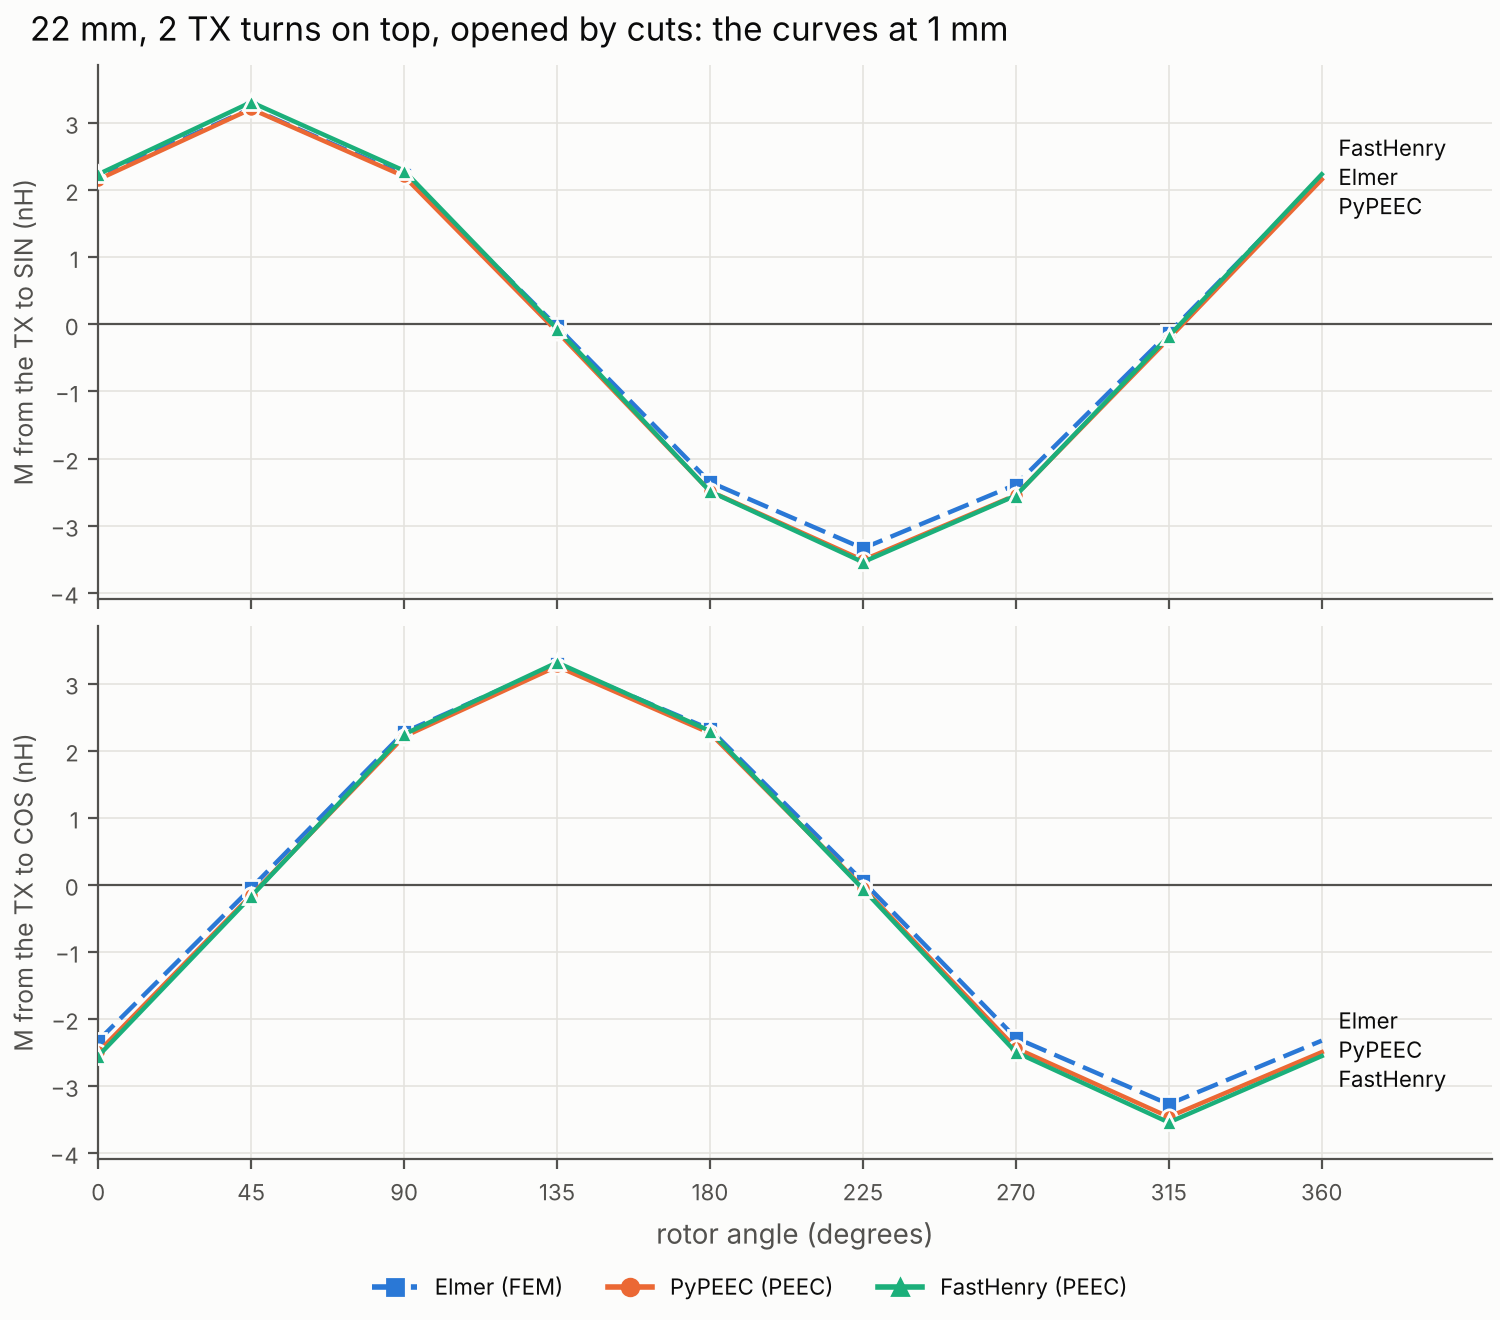 22 mm, 2 TX turns on top, opened by cuts: the curves at 1 mm
M from the TX to SIN (nH)
3
2
1
0
−1
−2
−3
−4
FastHenry
Elmer
PyPEEC
M from the TX to COS (nH)
3
2
1
0
−1
−2
−3
−4
Elmer
PyPEEC
FastHenry
0 45 90 135 180 225 270 315 360
rotor angle (degrees)
Elmer (FEM) PyPEEC (PEEC) FastHenry (PEEC)